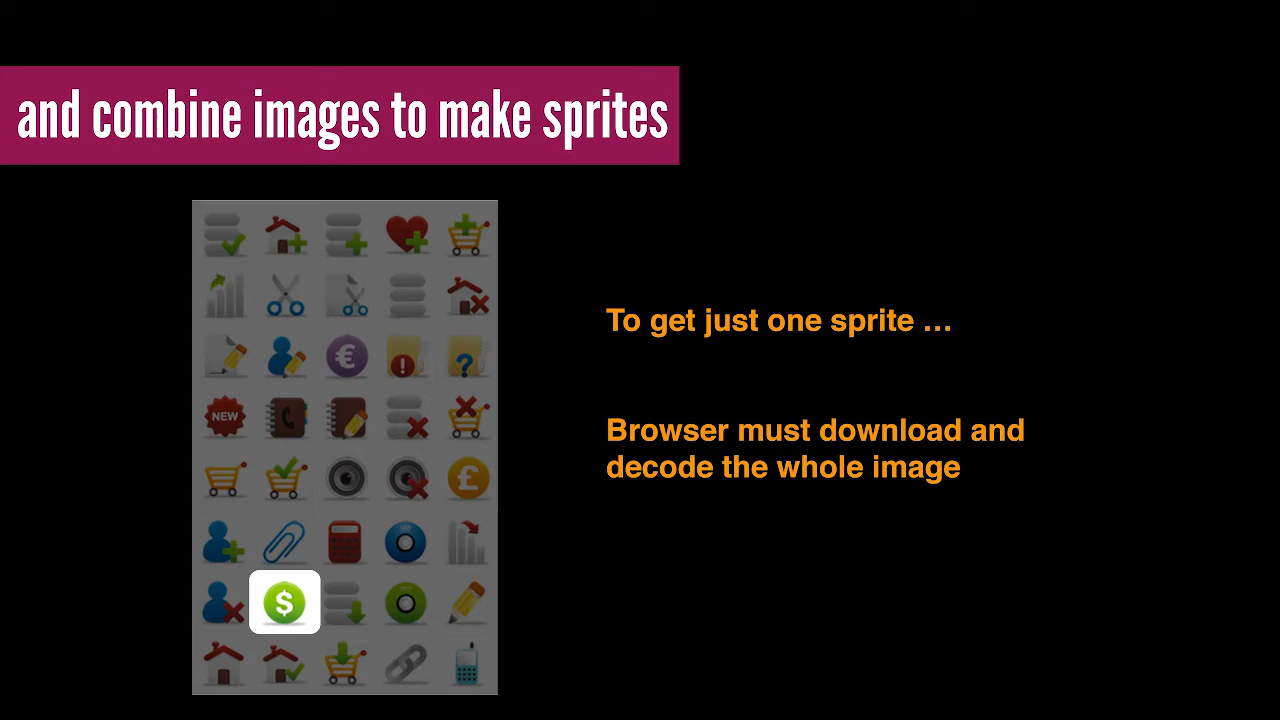 and combine images to make sprites
To get just one sprite …
Browser must download and
decode the whole image
€
!
?
NEW
£
$